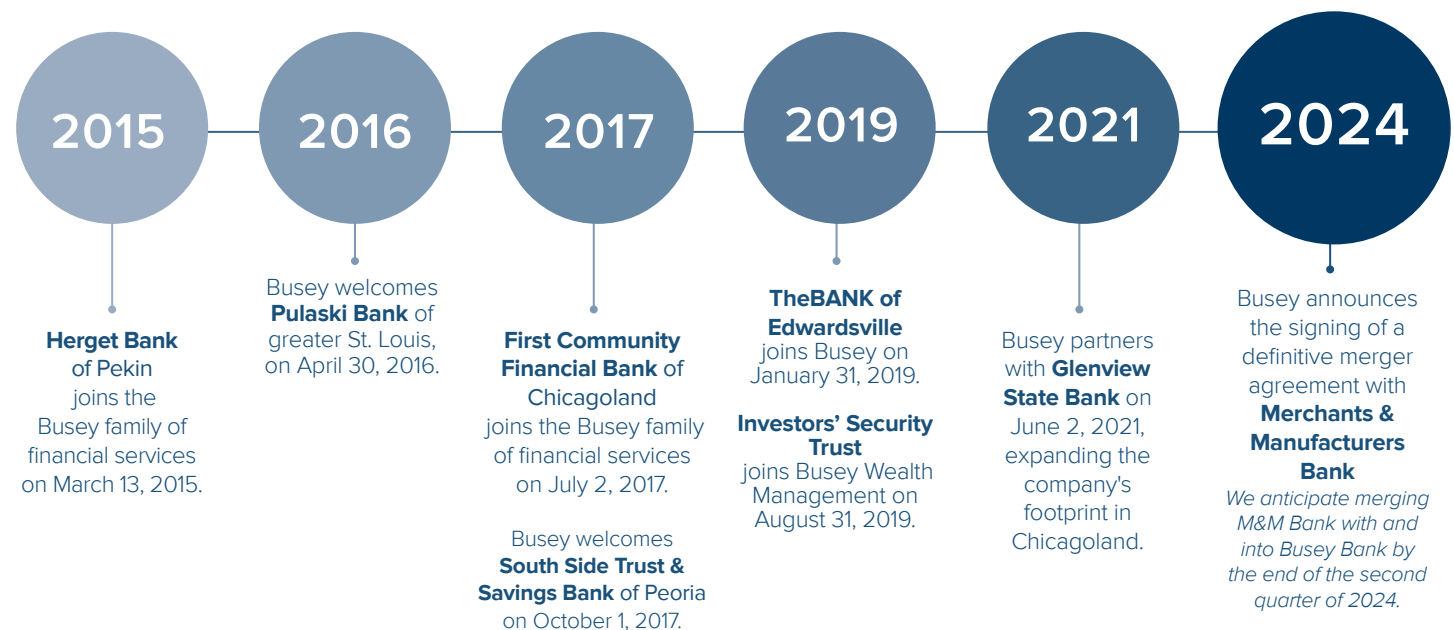 2015
Herget Bank
of Pekin
joins the
Busey family of
financial services
on March 13, 2015.
2016
Busey welcomes
Pulaski Bank of
greater St. Louis,
on April 30, 2016.
2017
First Community
Financial Bank of
Chicagoland
joins the Busey family
of financial services
on July 2, 2017.
Busey welcomes
South Side Trust &
Savings Bank of Peoria
on October 1, 2017.
2019
TheBANK of
Edwardsville
joins Busey on
January 31, 2019.
Investors’ Security
Trust
joins Busey Wealth
Management on
August 31, 2019.
2021
Busey partners
with Glenview
State Bank on
June 2, 2021,
expanding the
company's
footprint in
Chicagoland.
2024
Busey announces
the signing of a
definitive merger
agreement with
Merchants &
Manufacturers
Bank
We anticipate merging
M&M Bank with and
into Busey Bank by
the end of the second
quarter of 2024.